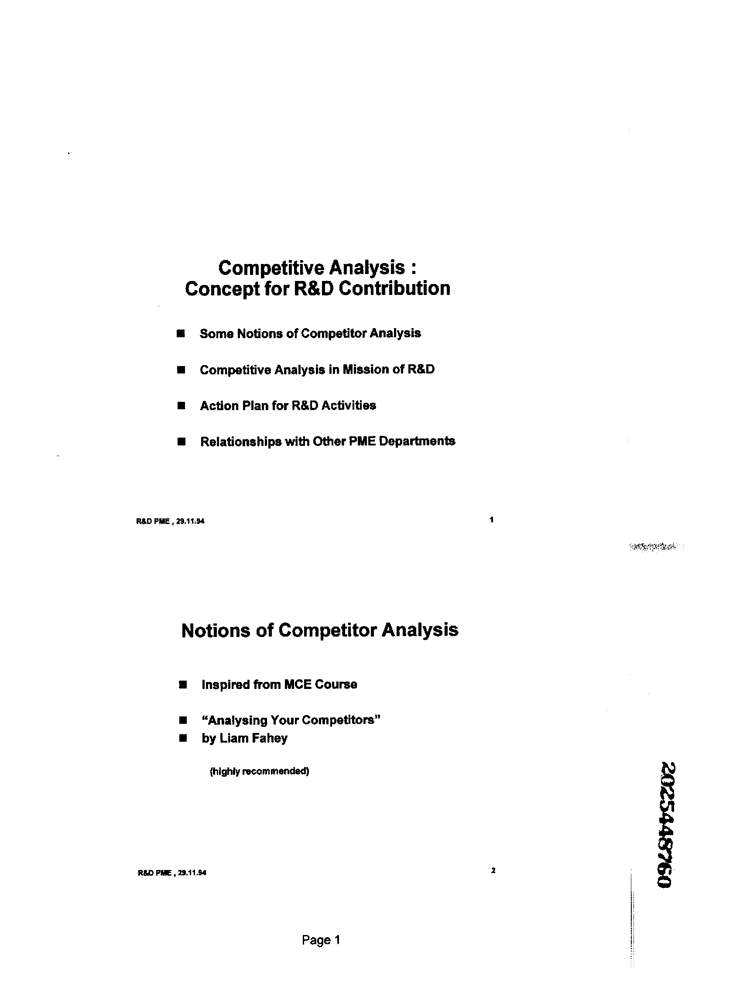 Competitive Analysis :
Concept for R&D Contribution
■ Some Notions of Competitor Analysis
■ Competitive Analysis in Mission of R&D
■ Action Plan for R&D Activities
■ Relationships with Other PME Departments
R&D PME , 29.11.94 1
Notions of Competitor Analysis
■ Inspired from MCE Course
■ “Analysing Your Competitors”
■ by Liam Fahey
(highly recommended)
R&D PME , 29.11.94 2
2025448760
Page 1